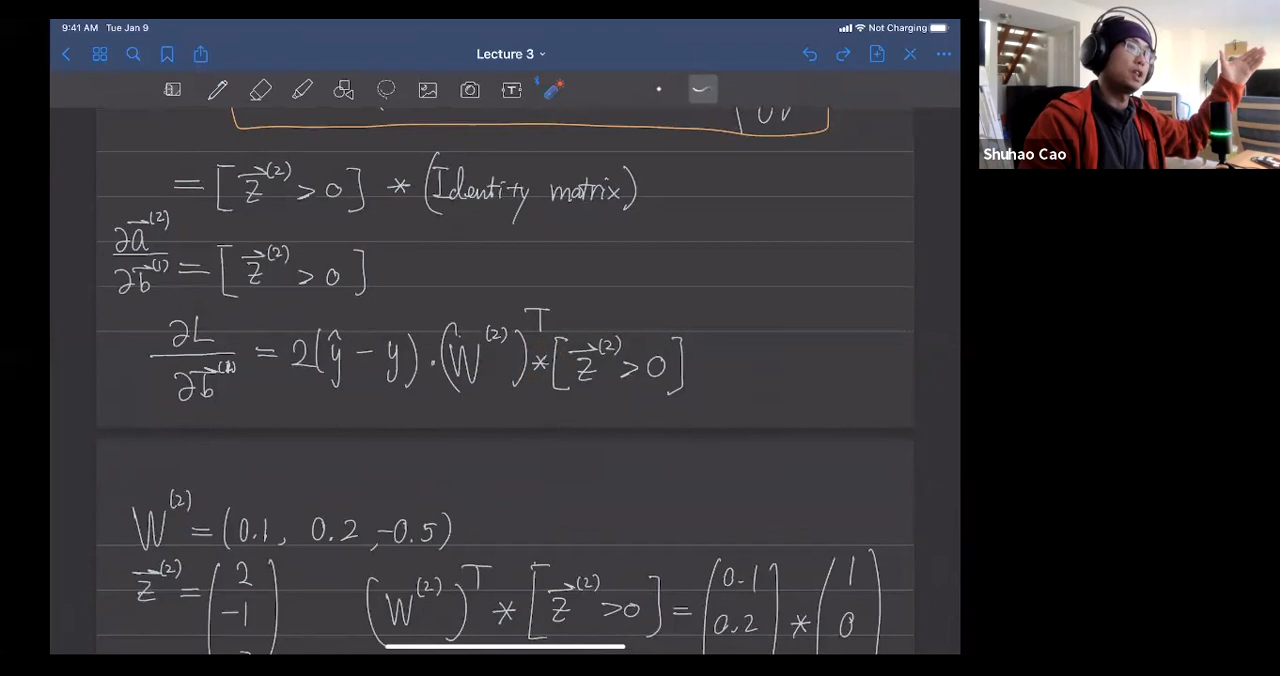 9:41 AM Tue Jan 9
Not Charging
Lecture 3
Shuhao Cao
= [z⃗^(2) > 0] * (Identity matrix)
∂a⃗^(2)/∂b⃗^(1) = [z⃗^(2) > 0]
∂L/∂b⃗^(1) = 2(ŷ - y) · (W^(2))^T * [z⃗^(2) > 0]
W^(2) = (0.1, 0.2, -0.5)
z⃗^(2) = (2
-1
(W^(2))^T * [z⃗^(2) > 0] = (0.1
0.2
) * (1
0